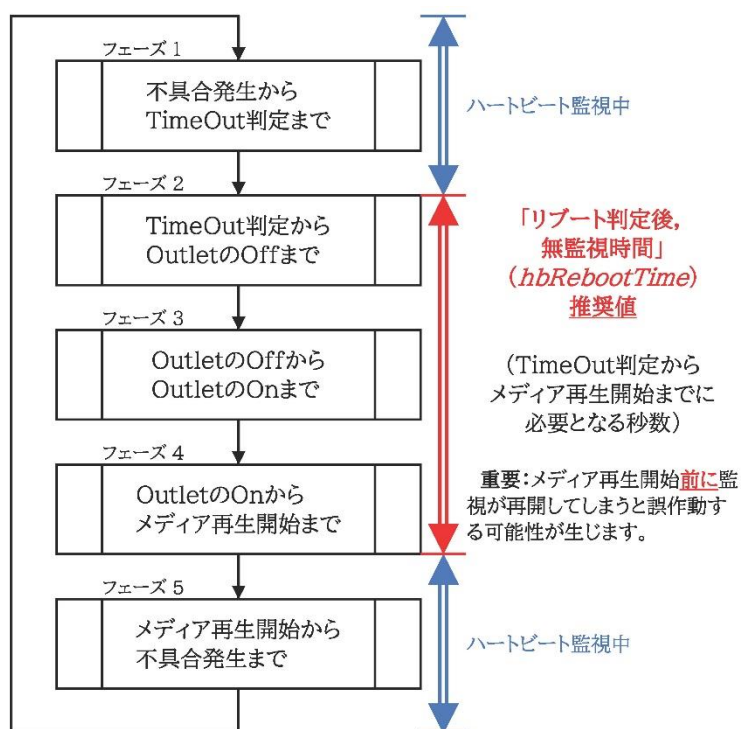 フェーズ 1
不具合発生から
TimeOut判定まで
ハートビート監視中
フェーズ 2
TimeOut判定から
OutletのOffまで
「リブート判定後,
無監視時間」
(hbRebootTime)
推奨値
フェーズ 3
OutletのOffから
OutletのOnまで
(TimeOut判定から
メディア再生開始までに
必要となる秒数)
フェーズ 4
OutletのOnから
メディア再生開始まで
重要:メディア再生開始前に監
視が再開してしまうと誤作動す
る可能性が生じます。
フェーズ 5
メディア再生開始から
不具合発生まで
ハートビート監視中